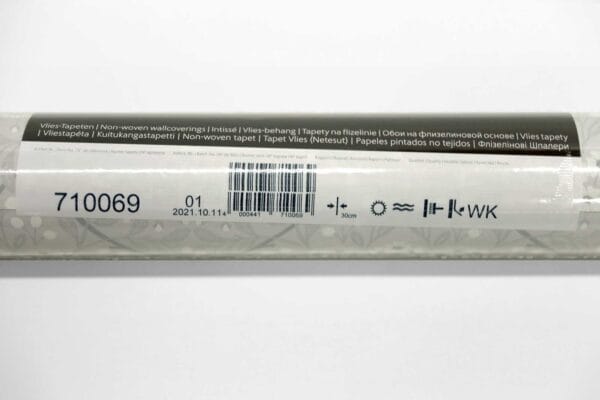 Vlies-Tapeten | Non-woven wallcoverings | Intissé | Vlies-behang | Tapety na flizelinie | Обои на флизелиновой основе | Vlies tapety
| Vliestapéta | Kuitukangastapetti | Non-woven tapet | Tapet Vlies (Netesut) | Papeles pintados no tejidos | Флізелінові Шпалери
710069
01
2021.10.114
000441 710069
30cm
WK